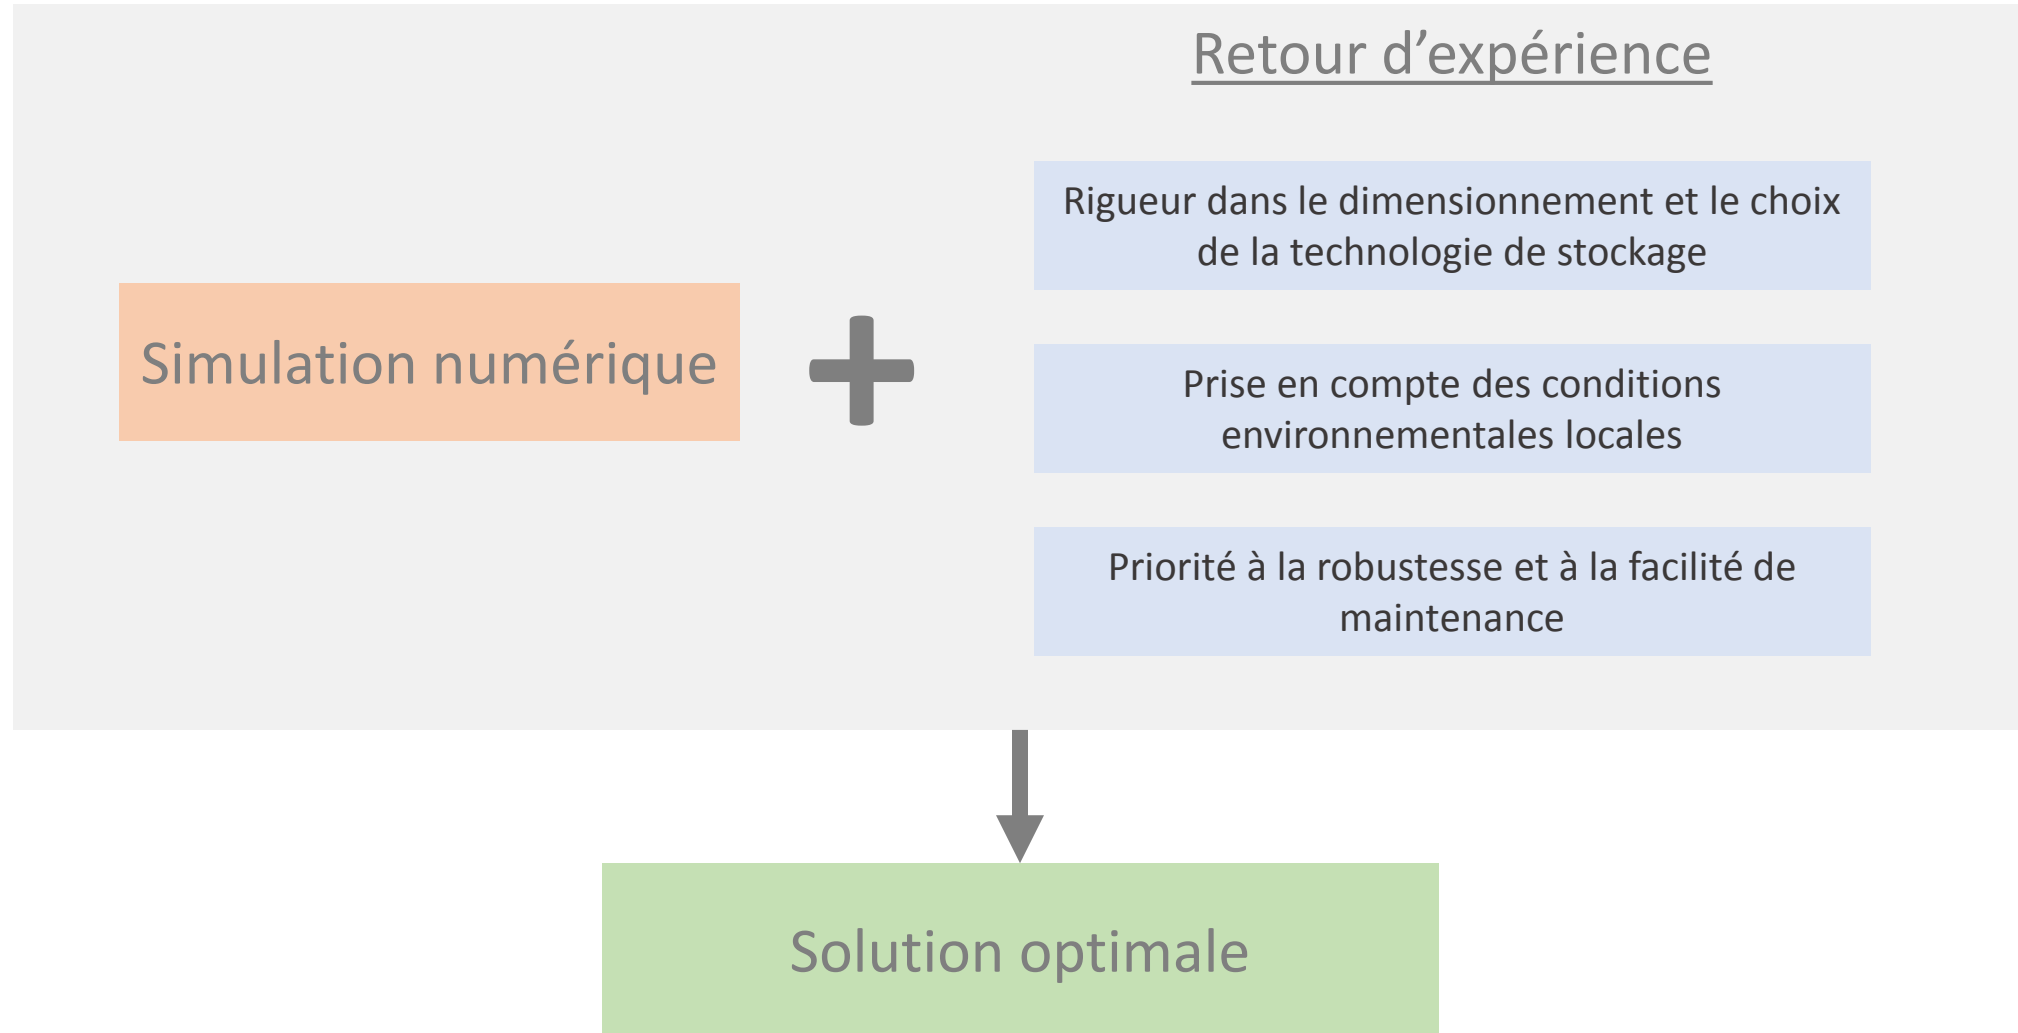 Retour d’expérience
Rigueur dans le dimensionnement et le choix
de la technologie de stockage
Simulation numérique
Prise en compte des conditions
environnementales locales
Priorité à la robustesse et à la facilité de
maintenance
Solution optimale